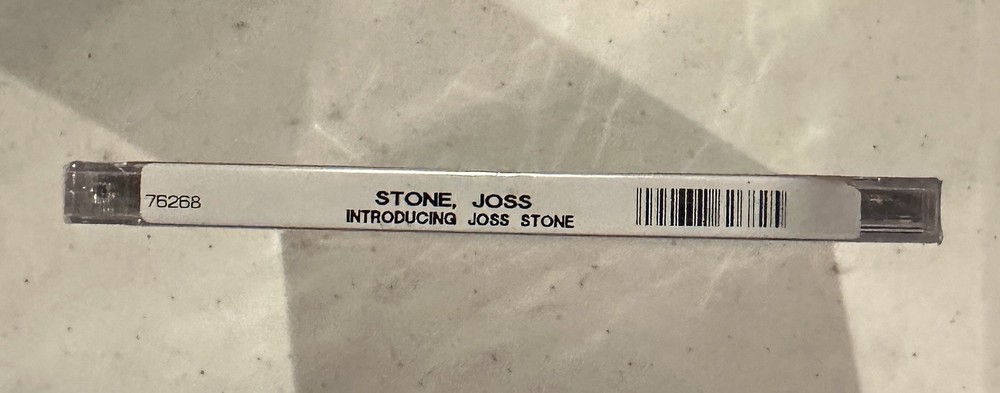 76268
STONE, JOSS
INTRODUCING JOSS STONE